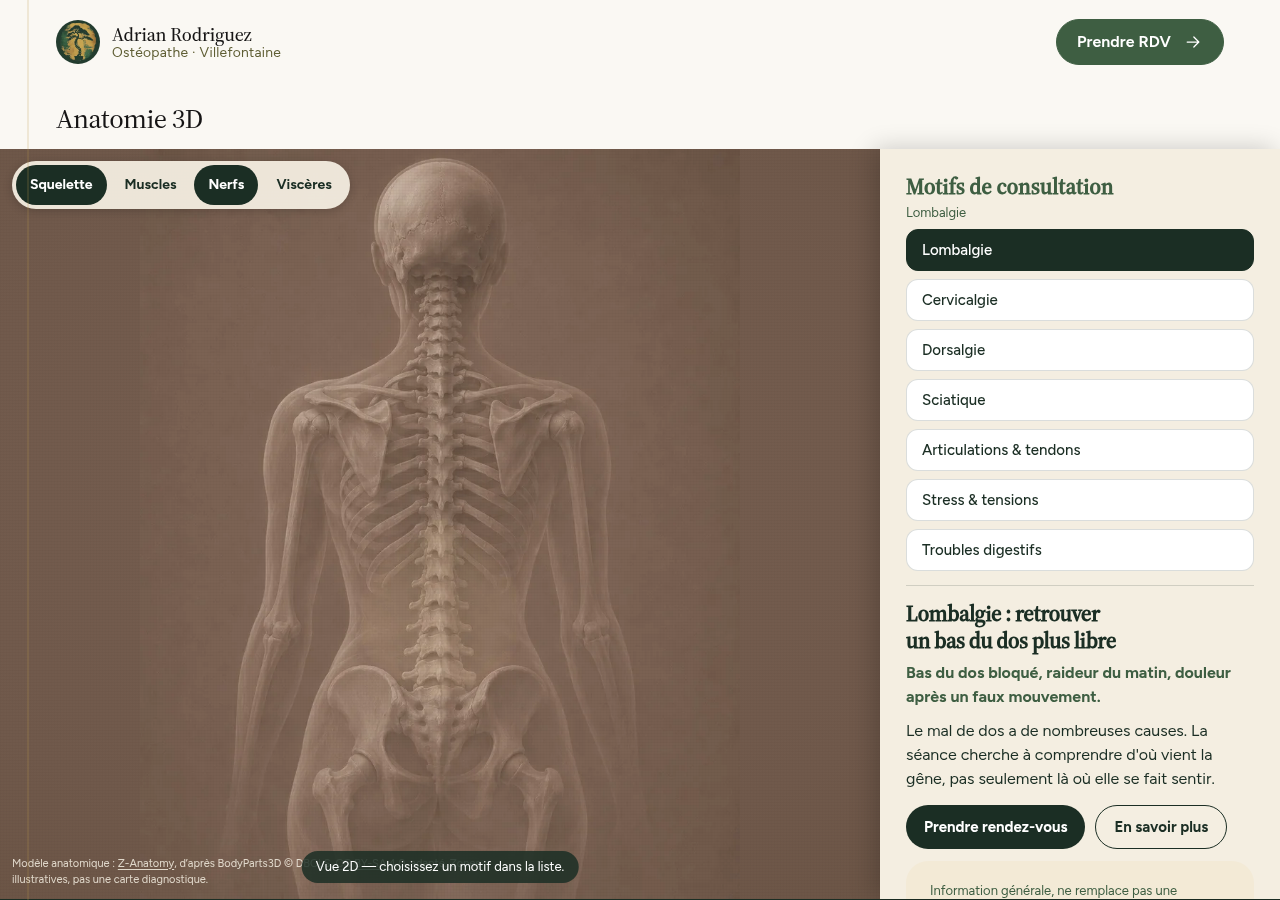 Adrian Rodriguez
Ostéopathe · Villefontaine
Prendre RDV
Anatomie 3D
Squelette
Muscles
Nerfs
Viscères
Motifs de consultation
Lombalgie
Lombalgie
Cervicalgie
Dorsalgie
Sciatique
Articulations & tendons
Stress & tensions
Troubles digestifs
Lombalgie : retrouver
un bas du dos plus libre
Bas du dos bloqué, raideur du matin, douleur
après un faux mouvement.
Le mal de dos a de nombreuses causes. La
séance cherche à comprendre d'où vient la
gêne, pas seulement là où elle se fait sentir.
Prendre rendez-vous
En savoir plus
Information générale, ne remplace pas une
Modèle anatomique : Z-Anatomy, d'après BodyParts3D ©
illustratives, pas une carte diagnostique.
Vue 2D — choisissez un motif dans la liste.